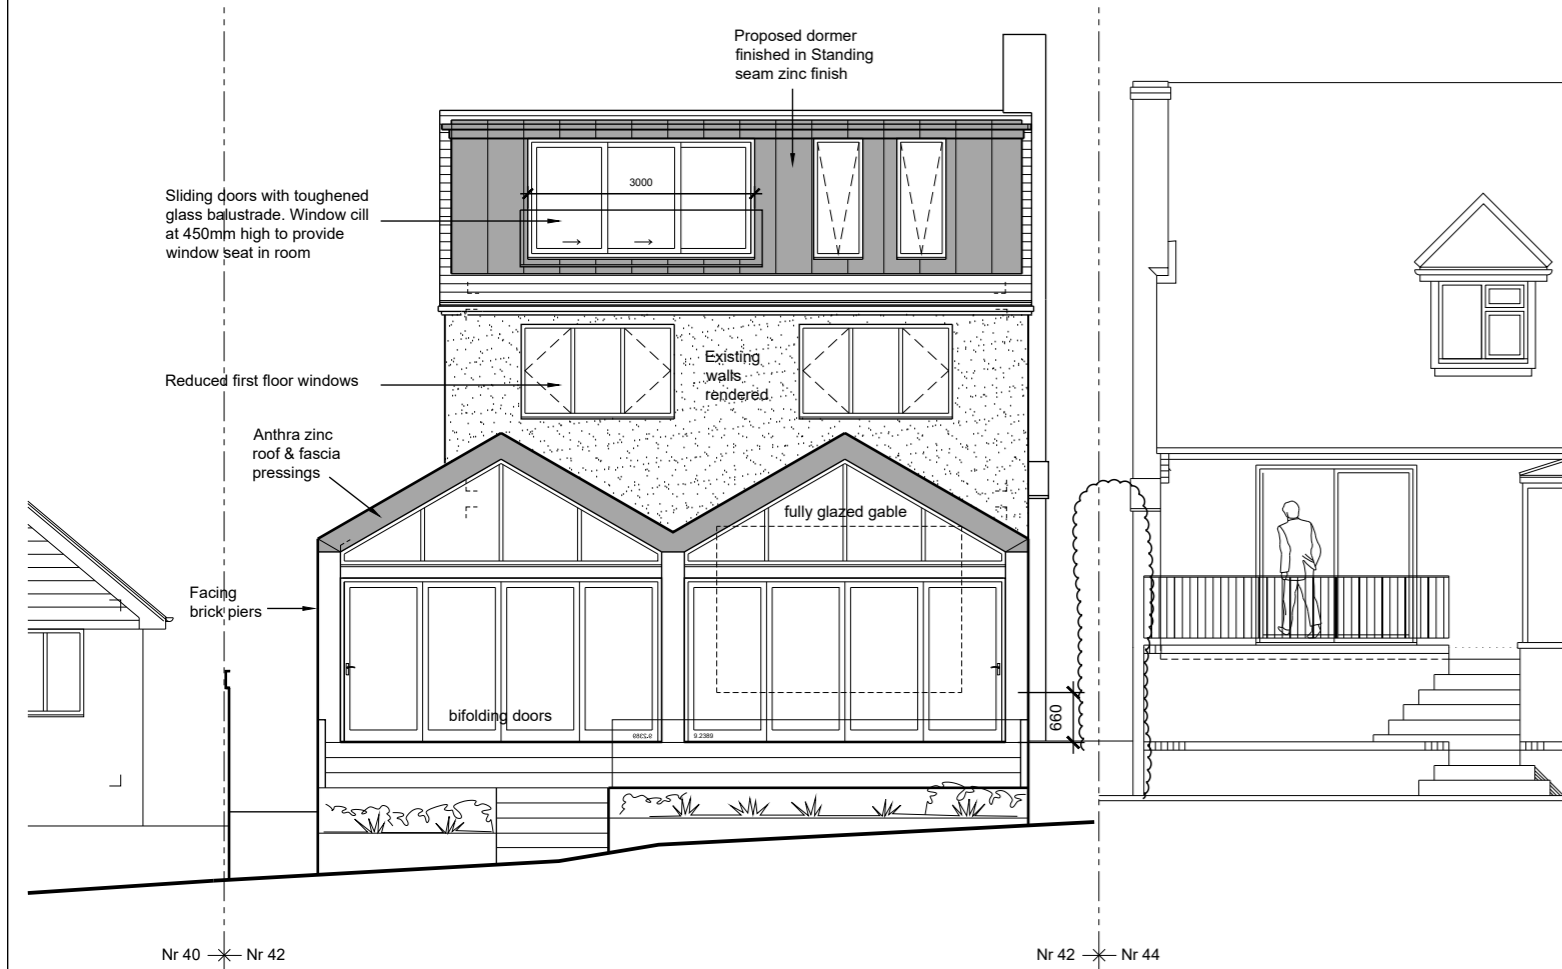 Proposed dormer
finished in Standing
seam zinc finish
3000
Sliding doors with toughened
glass balustrade. Window cill
at 450mm high to provide
window seat in room
Existing
walls
rendered
Reduced first floor windows
Anthra zinc
roof & fascia
pressings
fully glazed gable
Facing
brick piers
bifolding doors
660
9.2389
Nr 40
Nr 42
Nr 42
Nr 44